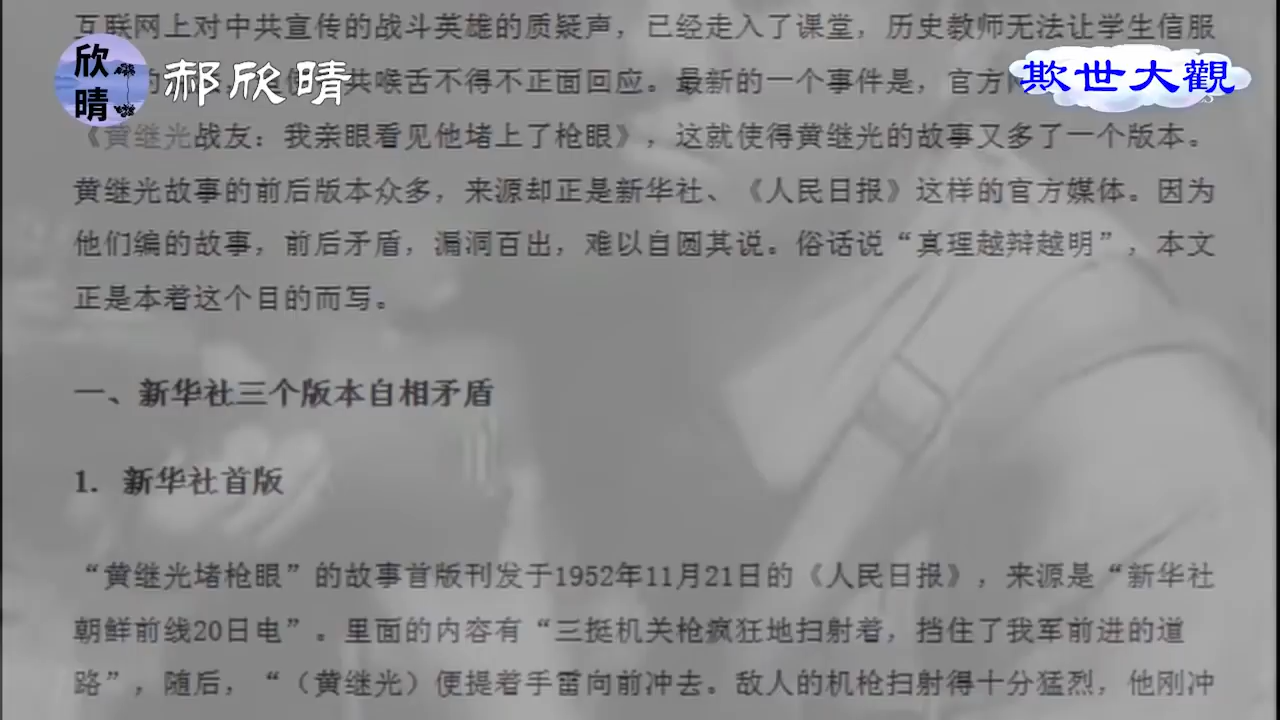 互联网上对中共宣传的战斗英雄的质疑声，已经走入了课堂，历史教师无法让学生信服
欣晴
郝欣晴
共喉舌不得不正面回应。最新的一个事件是，官方
欺世大觀
《黄继光战友：我亲眼看见他堵上了枪眼》，这就使得黄继光的故事又多了一个版本。
黄继光故事的前后版本众多，来源却正是新华社、《人民日报》这样的官方媒体。因为
他们编的故事，前后矛盾，漏洞百出，难以自圆其说。俗话说“真理越辩越明”，本文
正是本着这个目的而写。
一、新华社三个版本自相矛盾
1. 新华社首版
“黄继光堵枪眼”的故事首版刊发于1952年11月21日的《人民日报》，来源是“新华社
朝鲜前线20日电”。里面的内容有“三挺机关枪疯狂地扫射着，挡住了我军前进的道
路”，随后，“（黄继光）便提着手雷向前冲去。敌人的机枪扫射得十分猛烈，他刚冲